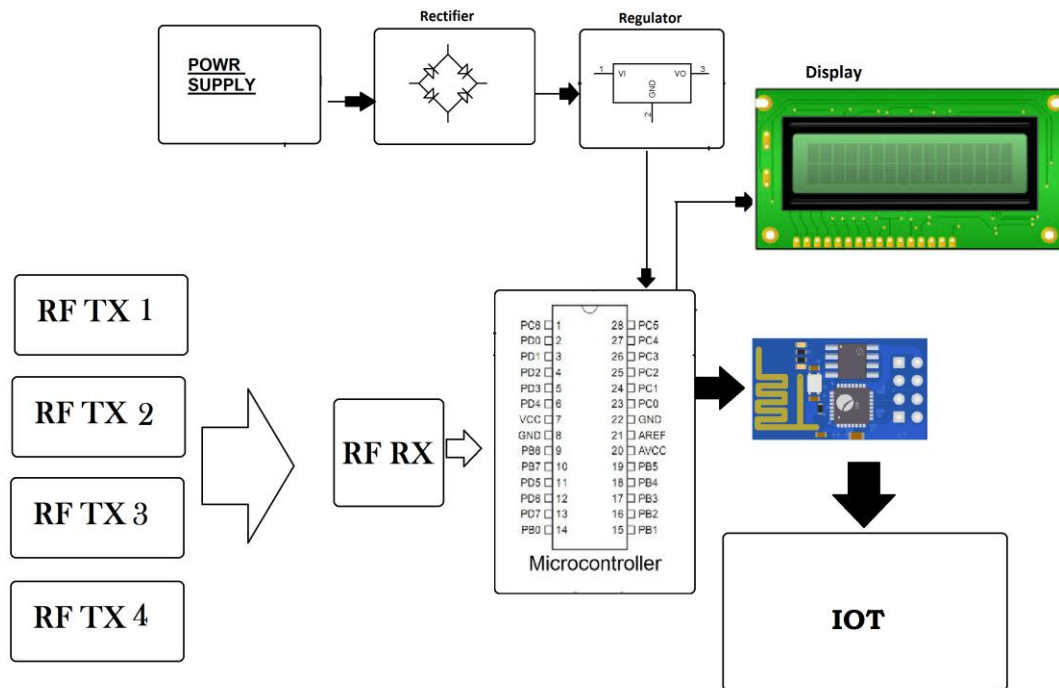 Rectifier
Regulator
POWR
SUPPLY
1 VI VO 3
GND
2
Display
RF TX 1
RF TX 2
RF TX 3
RF TX 4
RF RX
PC6 1 28 PC5
PD0 2 27 PC4
PD1 3 26 PC3
PD2 4 25 PC2
PD3 5 24 PC1
PD4 6 23 PC0
VCC 7 22 GND
GND 8 21 AREF
PB6 9 20 AVCC
PB7 10 19 PB5
PD5 11 18 PB4
PD6 12 17 PB3
PD7 13 16 PB2
PB0 14 15 PB1
Microcontroller
IOT